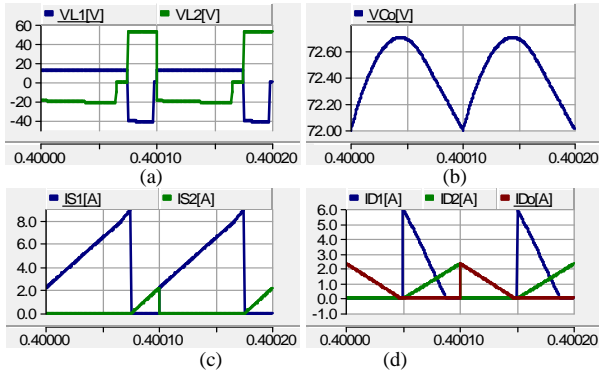 VL1[V] VL2[V]
60
40
20
0
-20
-40
0.40000 0.40010 0.40020
(a)
VCo[V]
72.60
72.40
72.20
72.00
0.40000 0.40010 0.40020
(b)
IS1[A] IS2[A]
8.0
6.0
4.0
2.0
0.0
0.40000 0.40010 0.40020
(c)
ID1[A] ID2[A] IDo[A]
6.0
5.0
4.0
3.0
2.0
1.0
0.0
-1.0
0.40000 0.40010 0.40020
(d)